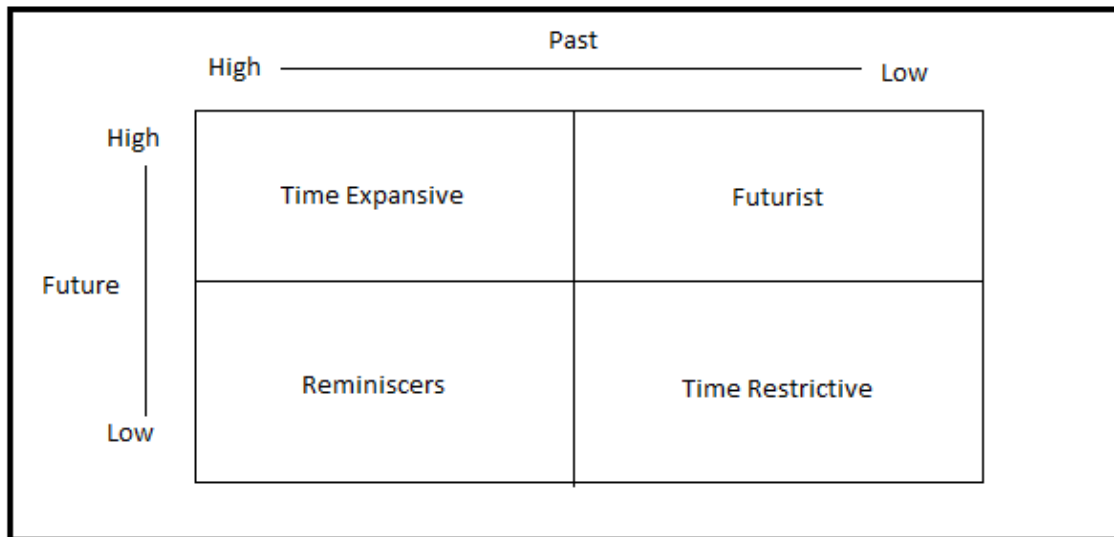 Past
High
Low
High
Time Expansive
Futurist
Future
Reminiscers
Time Restrictive
Low